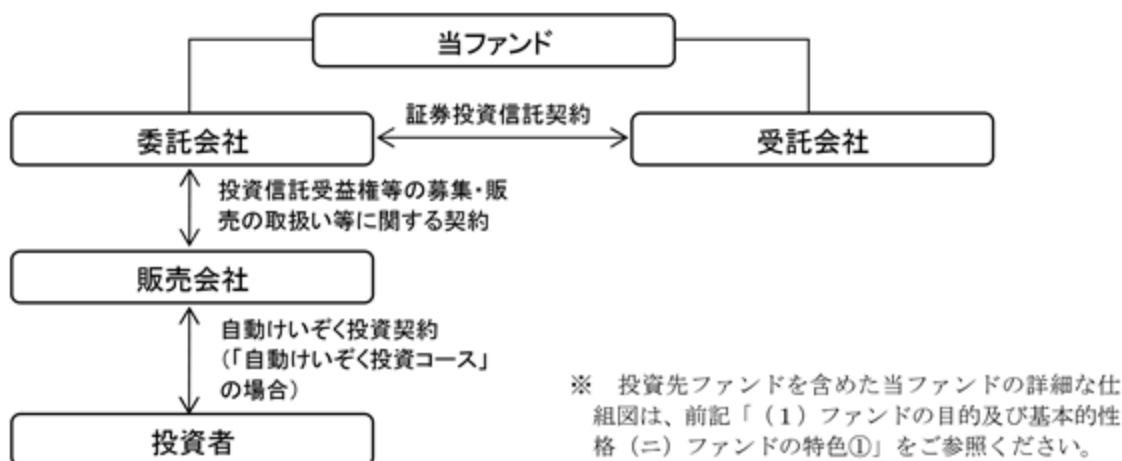 当ファンド
証券投資信託契約
委託会社
受託会社
投資信託受益権等の募集・販
売の取扱い等に関する契約
販売会社
自動けいぞく投資契約
(「自動けいぞく投資コース」
の場合)
※ 投資先ファンドを含めた当ファンドの詳細な仕
組図は、前記「(1)ファンドの目的及び基本的性
格(ニ)ファンドの特色①」をご参照ください。
投資者